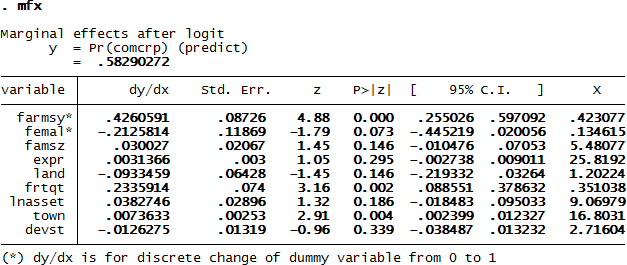 . mfx
Marginal effects after logit
y = Pr(comcrp) (predict)
= .58290272
variable dy/dx Std. Err. z P>|z| [ 95% C.I. ] X
farmsy* .4260591 .08726 4.88 0.000 .255026 .597092 .423077
femal* -.2125814 .11869 -1.79 0.073 -.445219 .020056 .134615
famsz .030027 .02067 1.45 0.146 -.010476 .07053 5.48077
expr .0031366 .003 1.05 0.295 -.002738 .009011 25.8192
land -.0933459 .06428 -1.45 0.146 -.219332 .03264 1.20224
frtqt .2335914 .074 3.16 0.002 .088551 .378632 .351038
lnasset .0382746 .02896 1.32 0.186 -.018483 .095033 9.06979
town .0073633 .00253 2.91 0.004 .002399 .012327 16.8031
devst -.0126275 .01319 -0.96 0.339 -.038487 .013232 2.71604
(*) dy/dx is for discrete change of dummy variable from 0 to 1